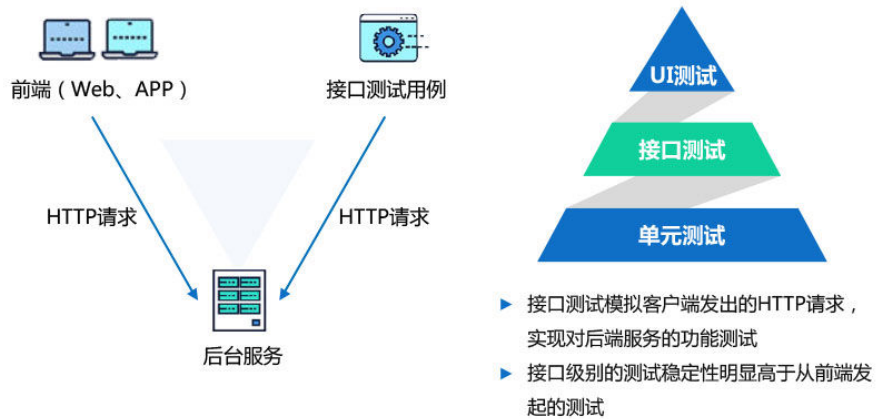 前端（Web、APP）
接口测试用例
HTTP请求
HTTP请求
后台服务
UI测试
接口测试
单元测试
接口测试模拟客户端发出的HTTP请求，
实现对后端服务的功能测试
接口级别的测试稳定性明显高于从前端发
起的测试